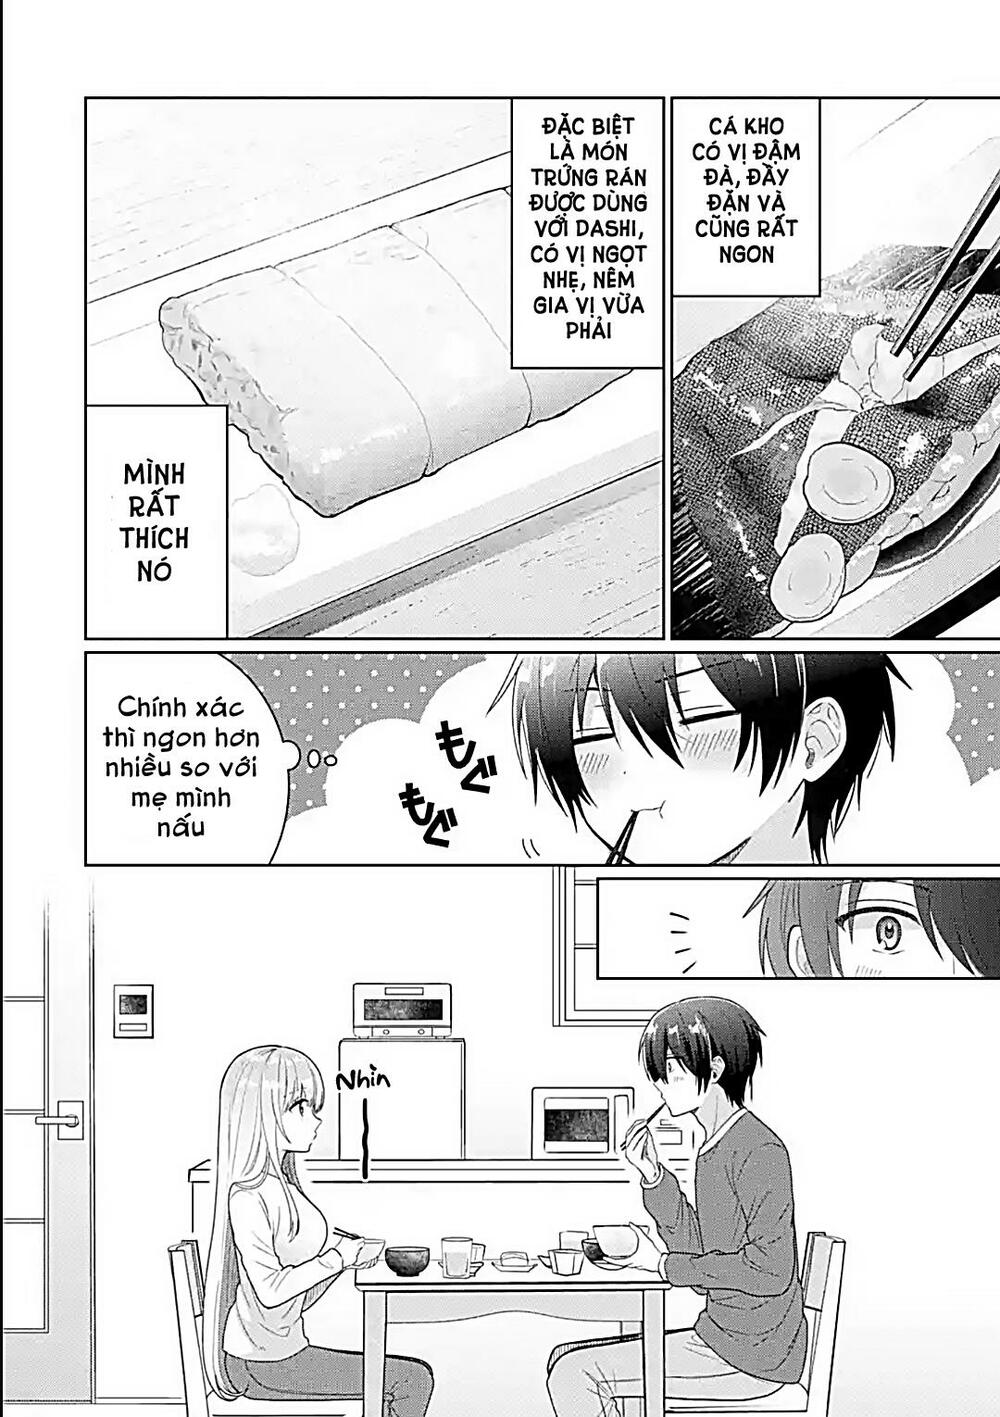 CÁ KHO
CÓ VỊ ĐẬM
ĐÀ, ĐẦY
ĐẶN VÀ
CŨNG RẤT
NGON
ĐẶC BIỆT
LÀ MÓN
TRỨNG RÁN
ĐƯỢC DÙNG
VỚI DASHI,
CÓ VỊ NGỌT
NHẸ, NÊM
GIA VỊ VỪA
PHẢI
MÌNH
RẤT
THÍCH
NÓ
もぐ
もぐ
Chính xác
thì ngon hơn
nhiều so với
mẹ mình
nấu
Nhìn